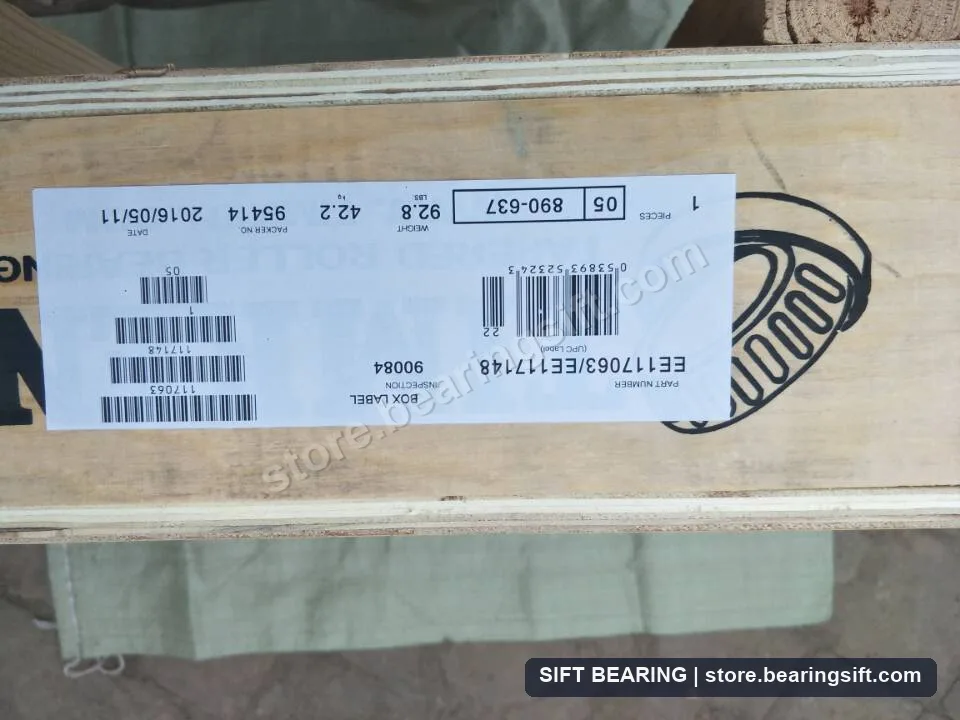 PART NUMBER
EE117063/EE117148
(UPC Label)
0 53893 52324 3
22
BOX LABEL
INSPECTION
90084
117063
117148
1
05
PIECES
1
05 890-637
WEIGHT
92.8 LBS.
42.2 kg
PACKER NO.
95414
DATE
2016/05/11
store.bearingsift.com
SIFT BEARING | store.bearingsift.com